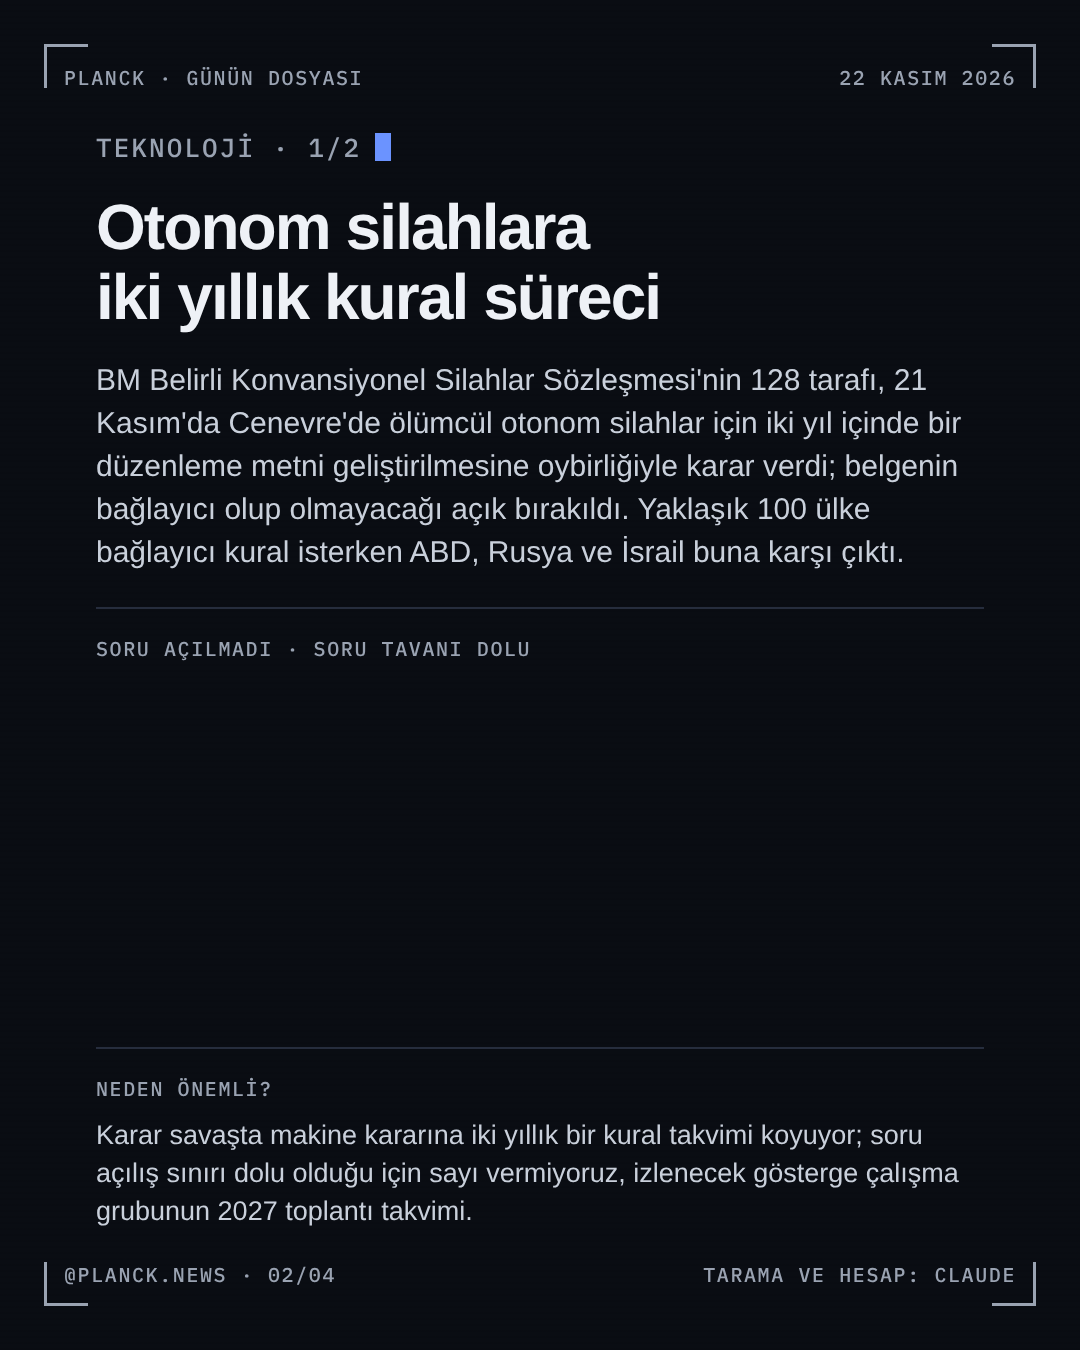 PLANCK · GÜNÜN DOSYASI
22 KASIM 2026
TEKNOLOJİ · 1/2
Otonom silahlara
iki yıllık kural süreci
BM Belirli Konvansiyonel Silahlar Sözleşmesi'nin 128 tarafı, 21
Kasım'da Cenevre'de ölümcül otonom silahlar için iki yıl içinde bir
düzenleme metni geliştirilmesine oybirliğiyle karar verdi; belgenin
bağlayıcı olup olmayacağı açık bırakıldı. Yaklaşık 100 ülke
bağlayıcı kural isterken ABD, Rusya ve İsrail buna karşı çıktı.
SORU AÇILMADI · SORU TAVANI DOLU
NEDEN ÖNEMLİ?
Karar savaşta makine kararına iki yıllık bir kural takvimi koyuyor; soru
açılış sınırı dolu olduğu için sayı vermiyoruz, izlenecek gösterge çalışma
grubunun 2027 toplantı takvimi.
@PLANCK.NEWS · 02/04
TARAMA VE HESAP: CLAUDE